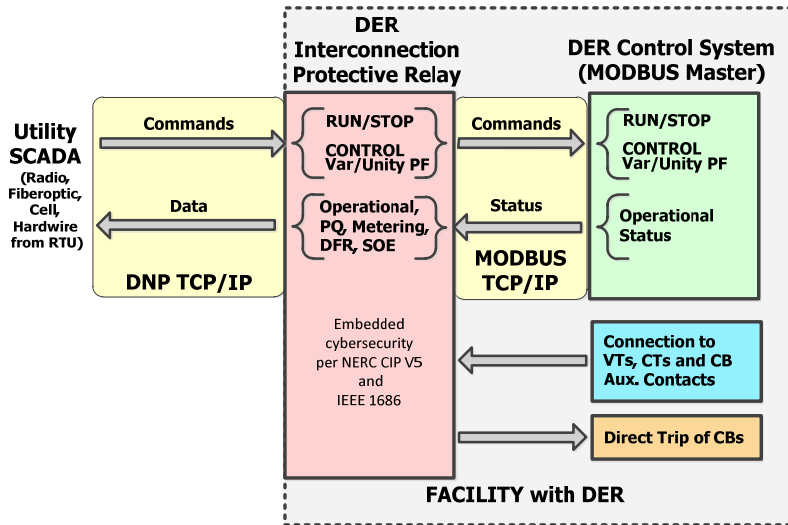 DER
Interconnection
Protective Relay
DER Control System
(MODBUS Master)
Utility
SCADA
(Radio,
Fiberoptic,
Cell,
Hardwire
from RTU)
Commands
Data
DNP TCP/IP
RUN/STOP
CONTROL
Var/Unity PF
Operational,
PQ, Metering,
DFR, SOE
Embedded
cybersecurity
per NERC CIP V5
and
IEEE 1686
Commands
Status
MODBUS
TCP/IP
RUN/STOP
CONTROL
Var/Unity PF
Operational
Status
Connection to
VTs, CTs and CB
Aux. Contacts
Direct Trip of CBs
FACILITY with DER